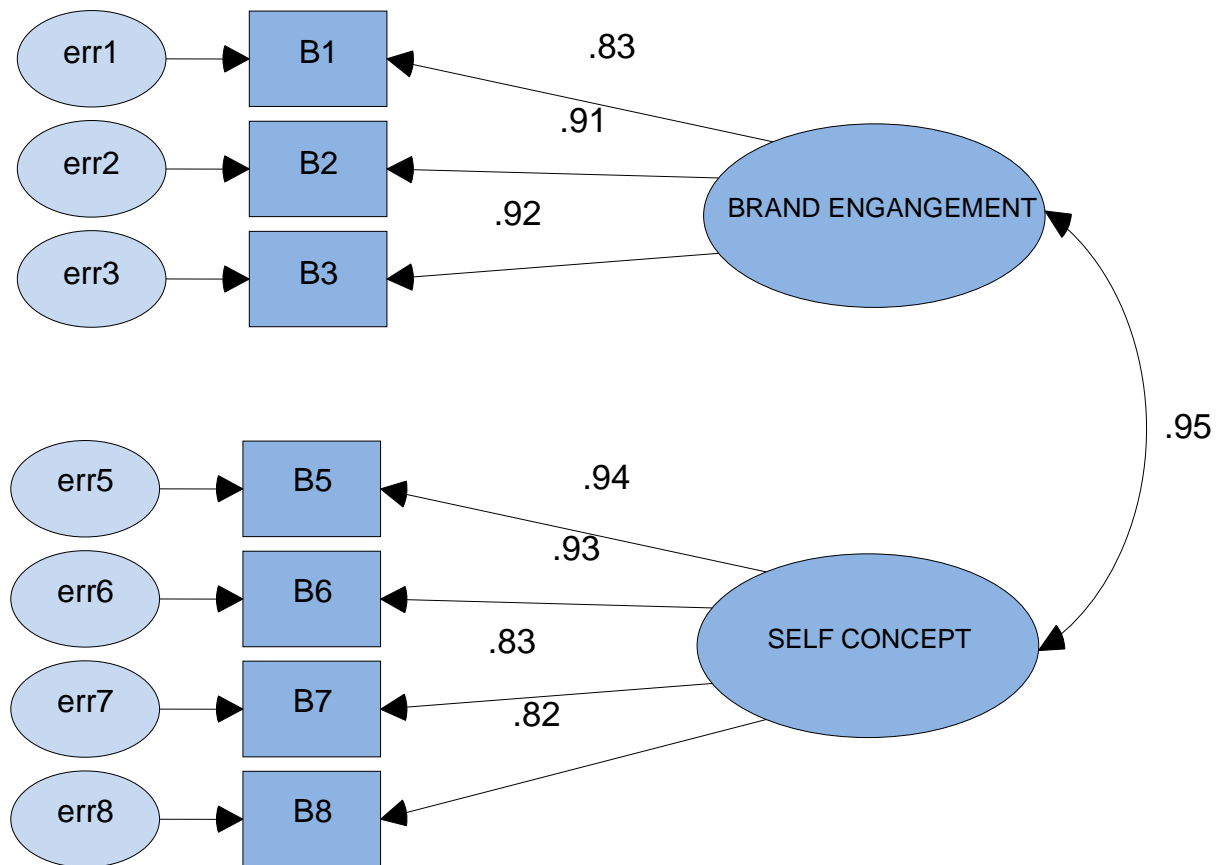 err1
B1
.83
.91
err2
B2
BRAND ENGANGEMENT
.92
err3
B3
.95
err5
B5
.94
.93
err6
B6
SELF CONCEPT
.83
err7
B7
.82
err8
B8